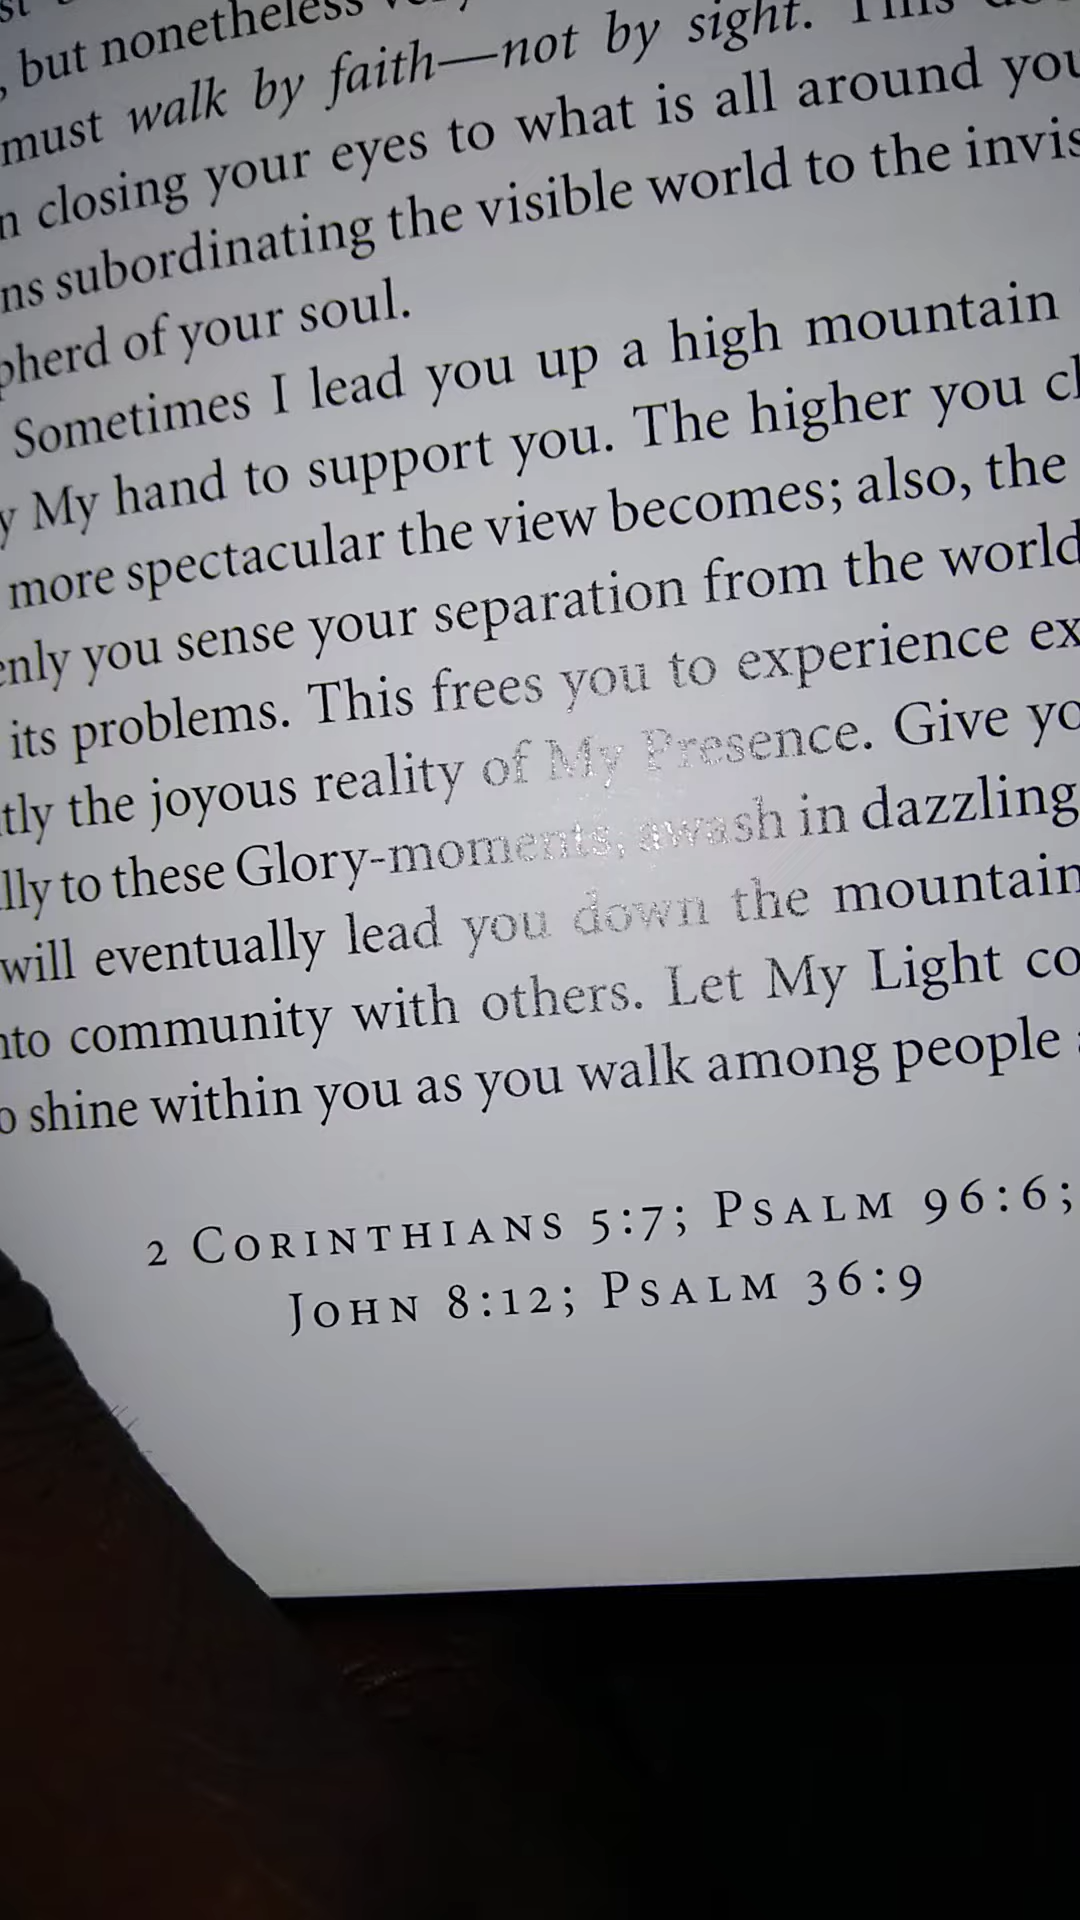 , but nonetheless
must walk by faith—not by sight. This
closing your eyes to what is all around you
subordinating the visible world to the invis
pherd of your soul.
Sometimes I lead you up a high mountain
y My hand to support you. The higher you cl
more spectacular the view becomes; also, the
enly you sense your separation from the world
its problems. This frees you to experience ex
tly the joyous reality of My Presence. Give yo
lly to these Glory-moments, awash in dazzling
will eventually lead you down the mountain
nto community with others. Let My Light co
o shine within you as you walk among people
2 CORINTHIANS 5:7; PSALM 96:6;
JOHN 8:12; PSALM 36:9